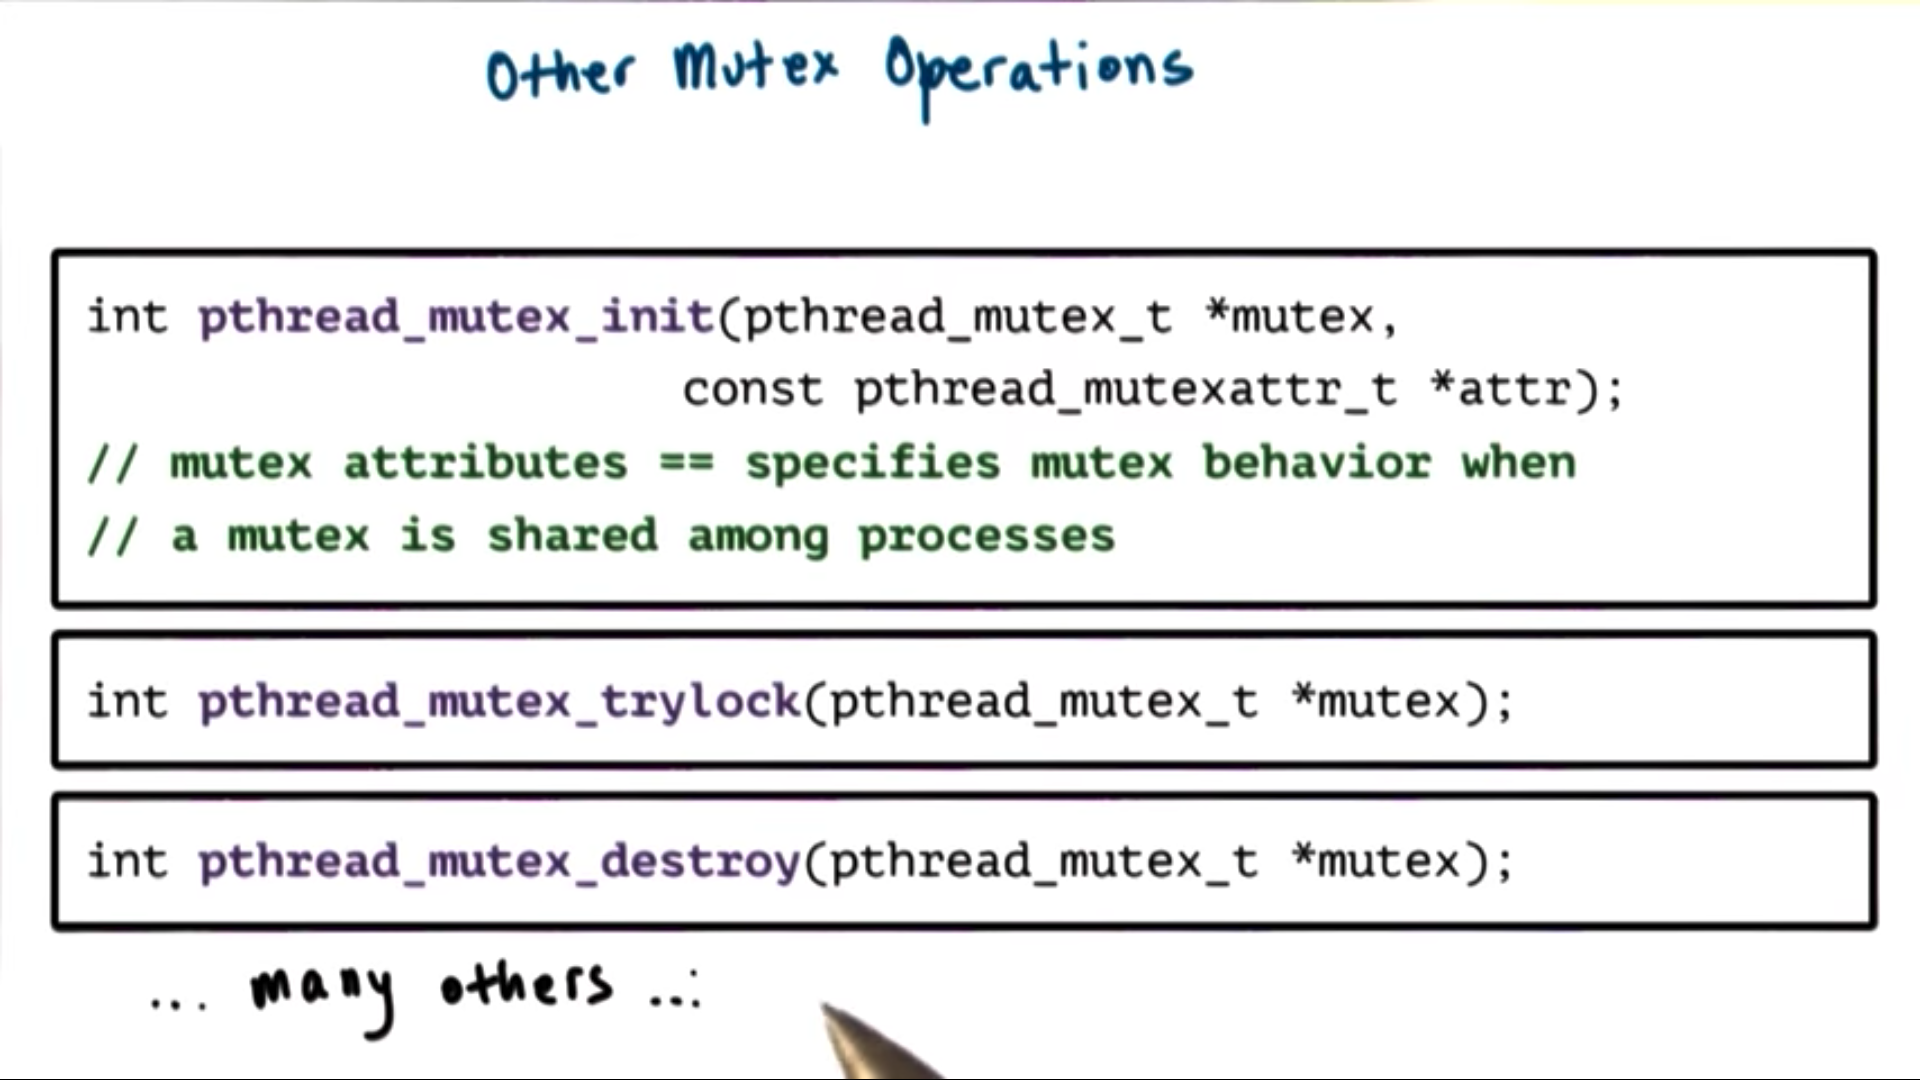 Other Mutex Operations
int pthread_mutex_init(pthread_mutex_t *mutex,
const pthread_mutexattr_t *attr);
// mutex attributes == specifies mutex behavior when
// a mutex is shared among processes
int pthread_mutex_trylock(pthread_mutex_t *mutex);
int pthread_mutex_destroy(pthread_mutex_t *mutex);
... many others ...